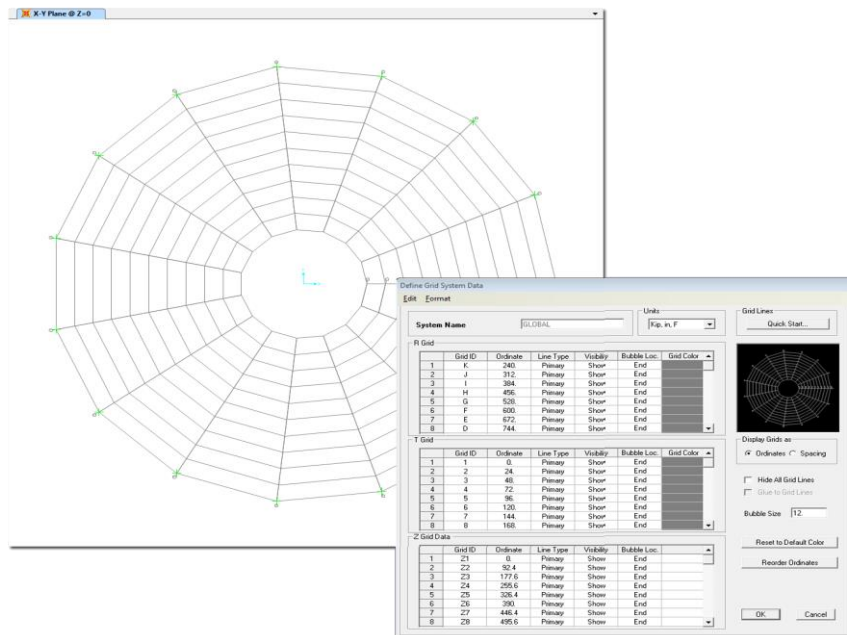 X-Y Plane @ Z=0
Define Grid System Data
Edit Format
System Name GLOBAL
Units
Kip, in, F
Grid Lines
Quick Start...
R Grid
Grid ID Ordinate Line Type Visibility Bubble Loc. Grid Color
1 K 240. Primary Show End
2 J 312. Primary Show End
3 I 384. Primary Show End
4 H 456. Primary Show End
5 G 528. Primary Show End
6 F 600. Primary Show End
7 E 672. Primary Show End
8 D 744. Primary Show End
T Grid
Grid ID Ordinate Line Type Visibility Bubble Loc. Grid Color
1 1 0. Primary Show End
2 2 24. Primary Show End
3 3 48. Primary Show End
4 4 72. Primary Show End
5 5 96. Primary Show End
6 6 120. Primary Show End
7 7 144. Primary Show End
8 8 168. Primary Show End
Z Grid Data
Grid ID Ordinate Line Type Visibility Bubble Loc.
1 Z1 0. Primary Show End
2 Z2 92.4 Primary Show End
3 Z3 177.6 Primary Show End
4 Z4 255.6 Primary Show End
5 Z5 326.4 Primary Show End
6 Z6 390. Primary Show End
7 Z7 446.4 Primary Show End
8 Z8 495.6 Primary Show End
Display Grids as
Ordinates Spacing
Hide All Grid Lines
Glue to Grid Lines
Bubble Size 12.
Reset to Default Color
Reorder Ordinates
OK Cancel